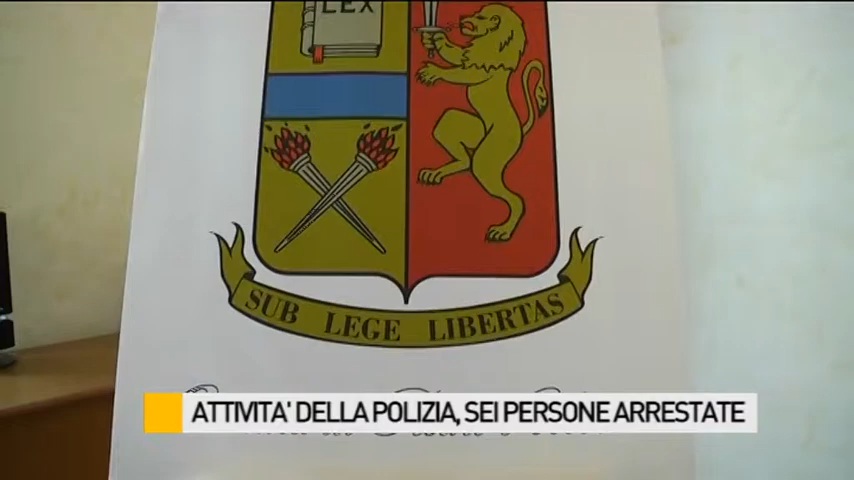 LEX
SUB LEGE LIBERTAS
ATTIVITA' DELLA POLIZIA, SEI PERSONE ARRESTATE